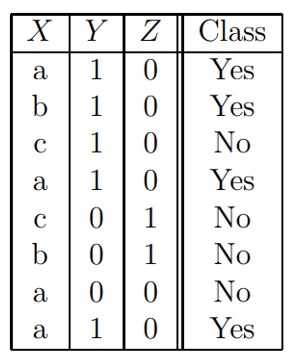 X Y Z Class
a 1 0 Yes
b 1 0 Yes
c 1 0 No
a 1 0 Yes
c 0 1 No
b 0 1 No
a 0 0 No
a 1 0 Yes